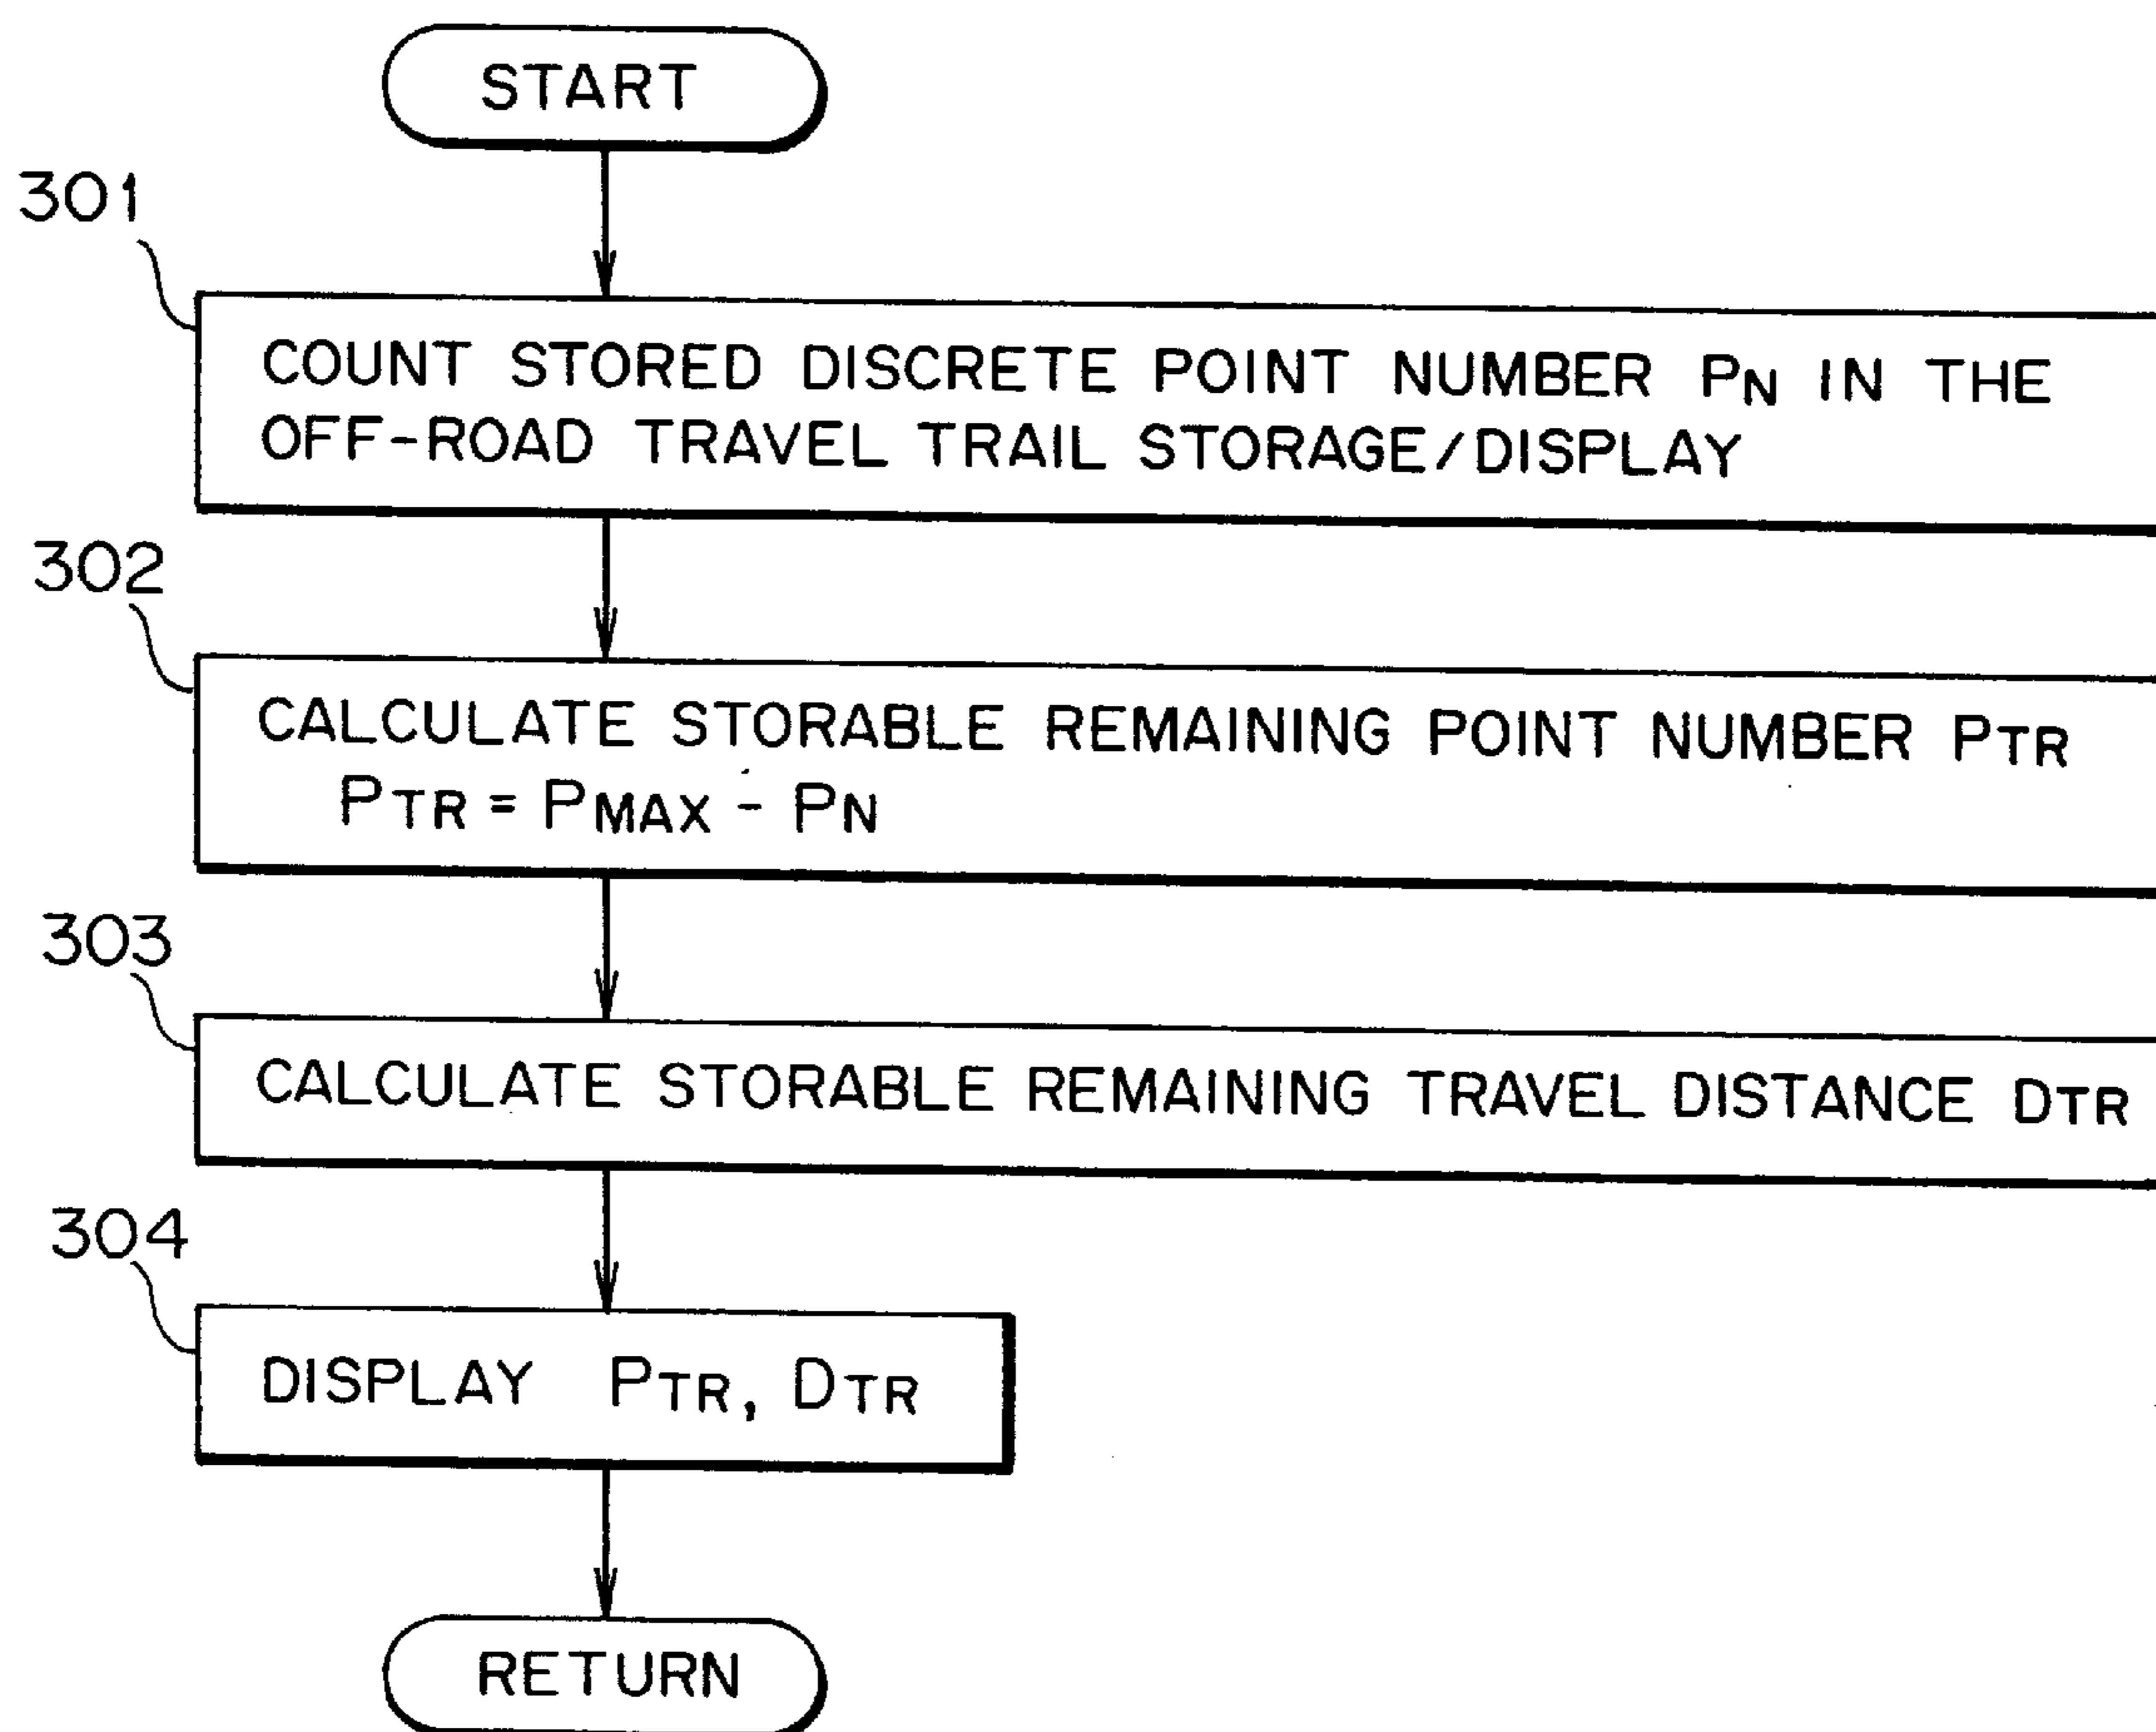 START
301
COUNT STORED DISCRETE POINT NUMBER PN IN THE
OFF-ROAD TRAVEL TRAIL STORAGE/DISPLAY
302
CALCULATE STORABLE REMAINING POINT NUMBER PTR
PTR = PMAX - PN
303
CALCULATE STORABLE REMAINING TRAVEL DISTANCE DTR
304
DISPLAY PTR, DTR
RETURN